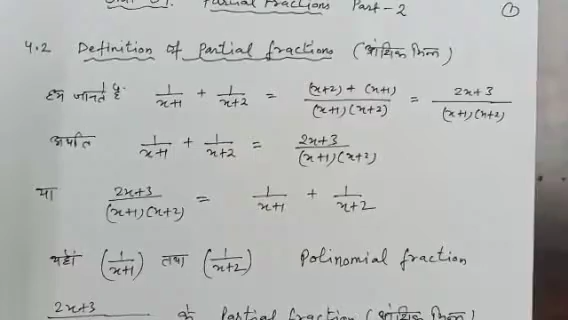 Partial Fractions Part-2 ①
4.2 Definition of Partial fractions (आंशिक भिन्न)
हम जानते हैं 1/(x+1) + 1/(x+2) = ((x+2) + (x+1))/((x+1)(x+2)) = (2x+3)/((x+1)(x+2))
अर्थात 1/(x+1) + 1/(x+2) = (2x+3)/((x+1)(x+2))
या (2x+3)/((x+1)(x+2)) = 1/(x+1) + 1/(x+2)
यहाँ (1/(x+1)) तथा (1/(x+2)) Polinomial fraction
2x+3 के Partial fraction (आंशिक भिन्न)